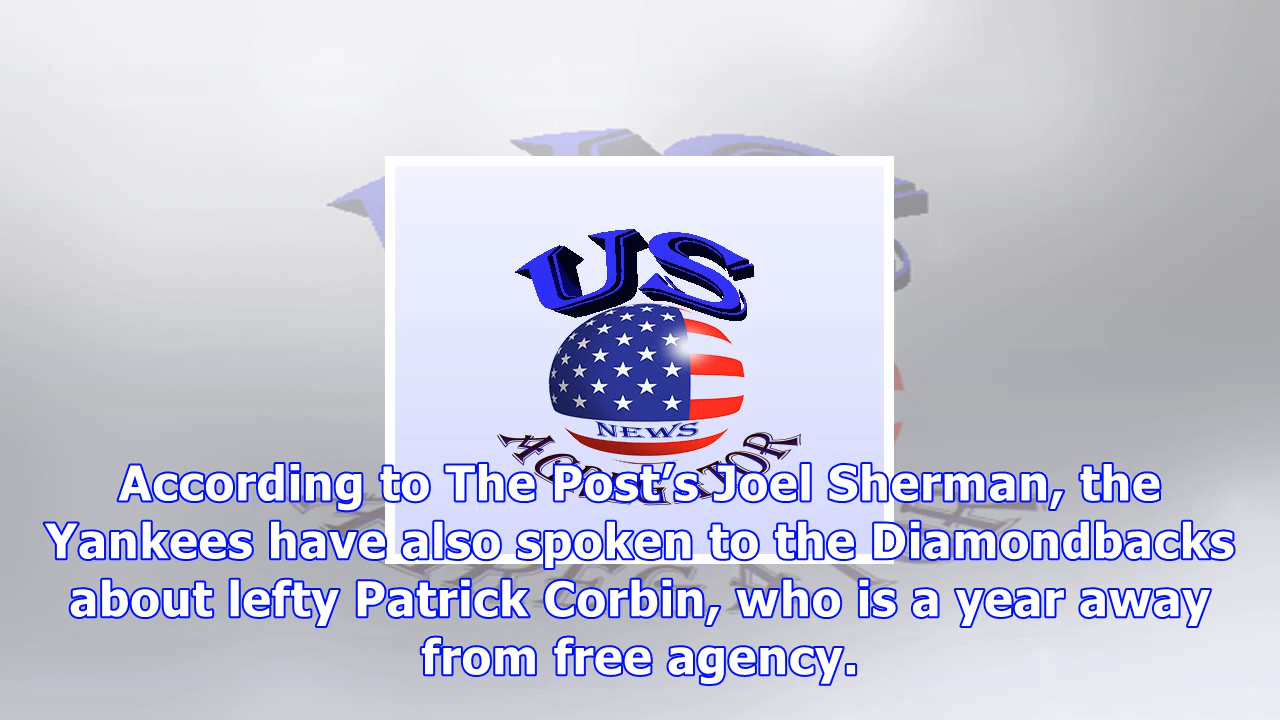 US
NEWS
According to The Post’s Joel Sherman, the
Yankees have also spoken to the Diamondbacks
about lefty Patrick Corbin, who is a year away
from free agency.